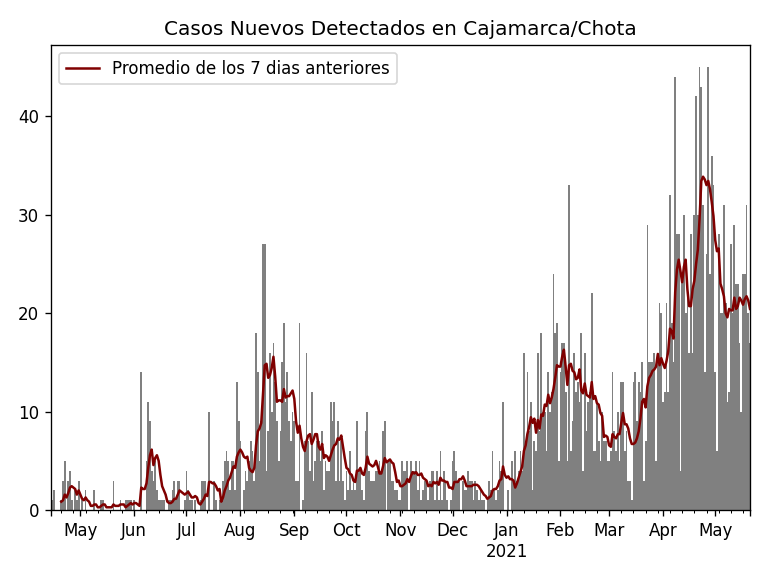 Casos Nuevos Detectados en Cajamarca/Chota
Promedio de los 7 dias anteriores
40
30
20
10
0
May Jun Jul Aug Sep Oct Nov Dec Jan Feb Mar Apr May
2021